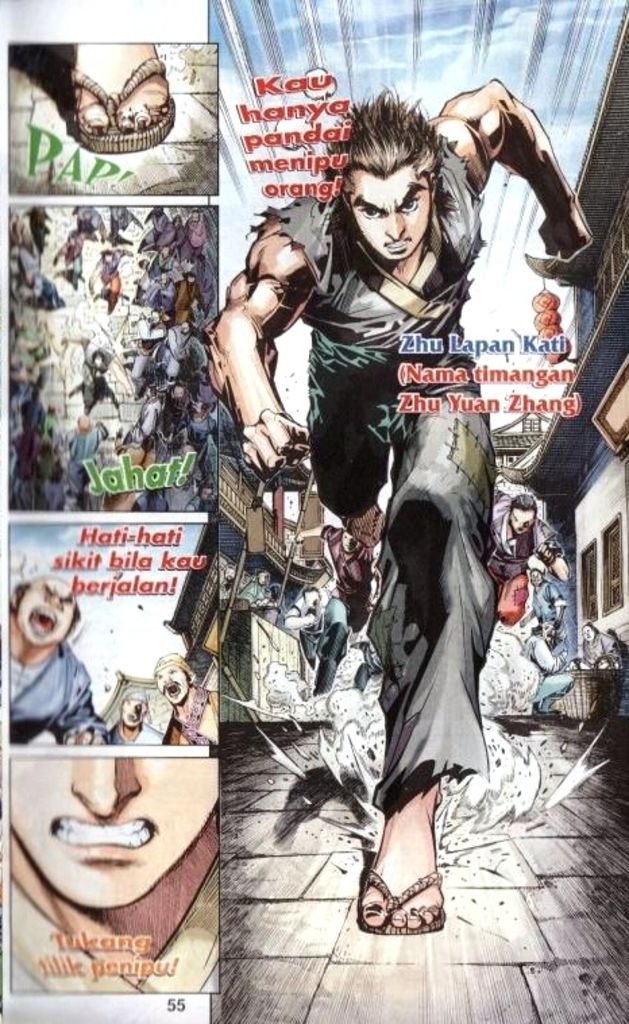 PAP!
Jahat!
Hati-hati
sikit bila kau
berjalan!
Tukang
tilik penipu!
Kau
hanya
pandai
menipu
orang!
Zhu Lapan Kati
(Nama timangan
Zhu Yuan Zhang)
55